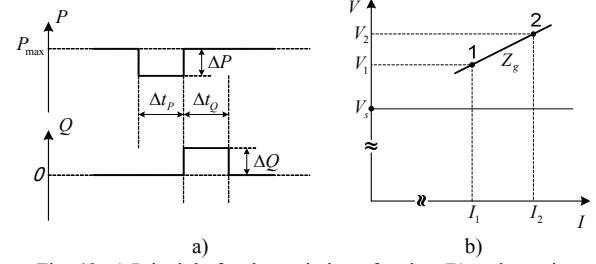 P
P_max
ΔP
Δt_P Δt_Q
Q
0
ΔQ
a)
V
V_2
V_1
V_s
1
2
Z_g
≈
≈
I_1 I_2 I
b)